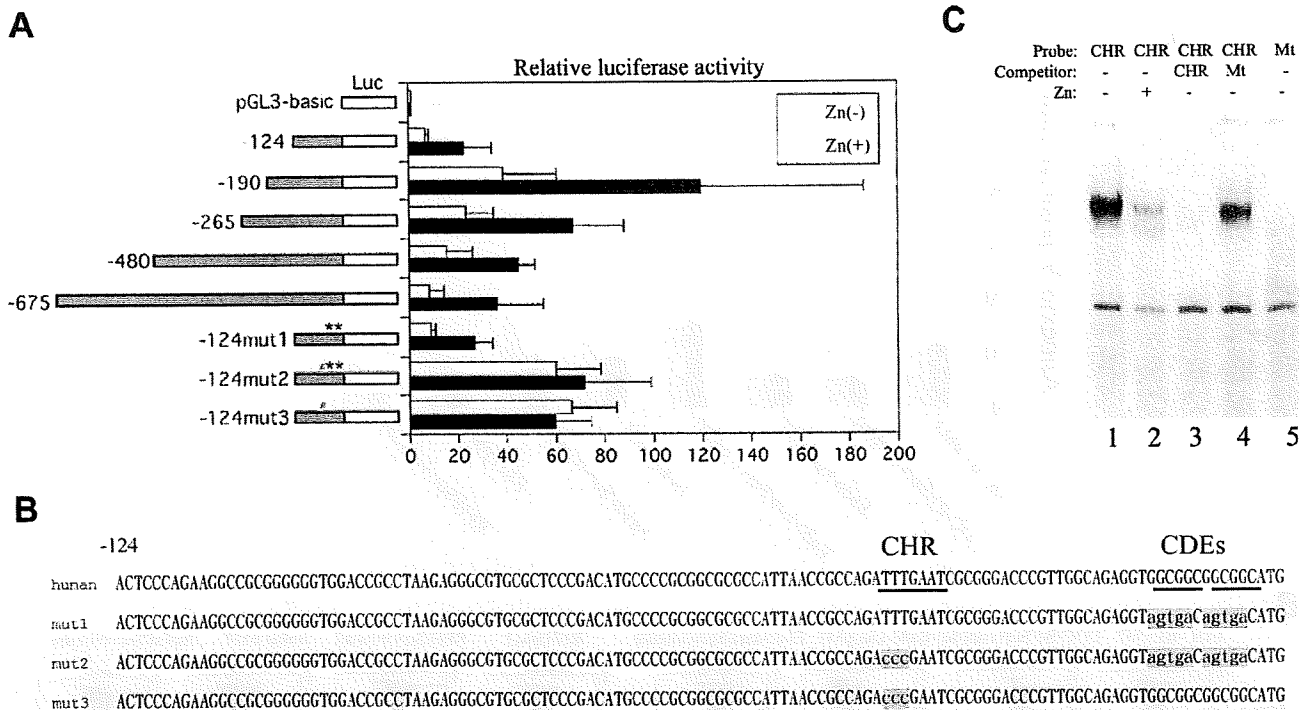 A
Relative luciferase activity
Luc
pGL3-basic
-124
-190
-265
-480
-675
**
-124mut1
#**
-124mut2
#
-124mut3
Zn(-)
Zn(+)
0 20 40 60 80 100 120 140 160 180 200
C
Probe: CHR CHR CHR CHR Mt
Competitor: - - CHR Mt -
Zn: - + - - -
1 2 3 4 5
B
-124
CHR CDEs
human ACTCCCAGAAGGCCGCGGGGGGTGGACCGCCTAAGAGGGCGTGCGCTCCCGACATGCCCCGCGGCGCGCCATTAACCGCCAGATTTGAATCGCGGGACCCGTTGGCAGAGGTGGCGGCGGCGGCATG
mut1 ACTCCCAGAAGGCCGCGGGGGGTGGACCGCCTAAGAGGGCGTGCGCTCCCGACATGCCCCGCGGCGCGCCATTAACCGCCAGATTTGAATCGCGGGACCCGTTGGCAGAGGTagtgaCagtgaCATG
mut2 ACTCCCAGAAGGCCGCGGGGGGTGGACCGCCTAAGAGGGCGTGCGCTCCCGACATGCCCCGCGGCGCGCCATTAACCGCCAGAcccGAATCGCGGGACCCGTTGGCAGAGGTagtgaCagtgaCATG
mut3 ACTCCCAGAAGGCCGCGGGGGGTGGACCGCCTAAGAGGGCGTGCGCTCCCGACATGCCCCGCGGCGCGCCATTAACCGCCAGAcccGAATCGCGGGACCCGTTGGCAGAGGTGGCGGCGGCGGCATG